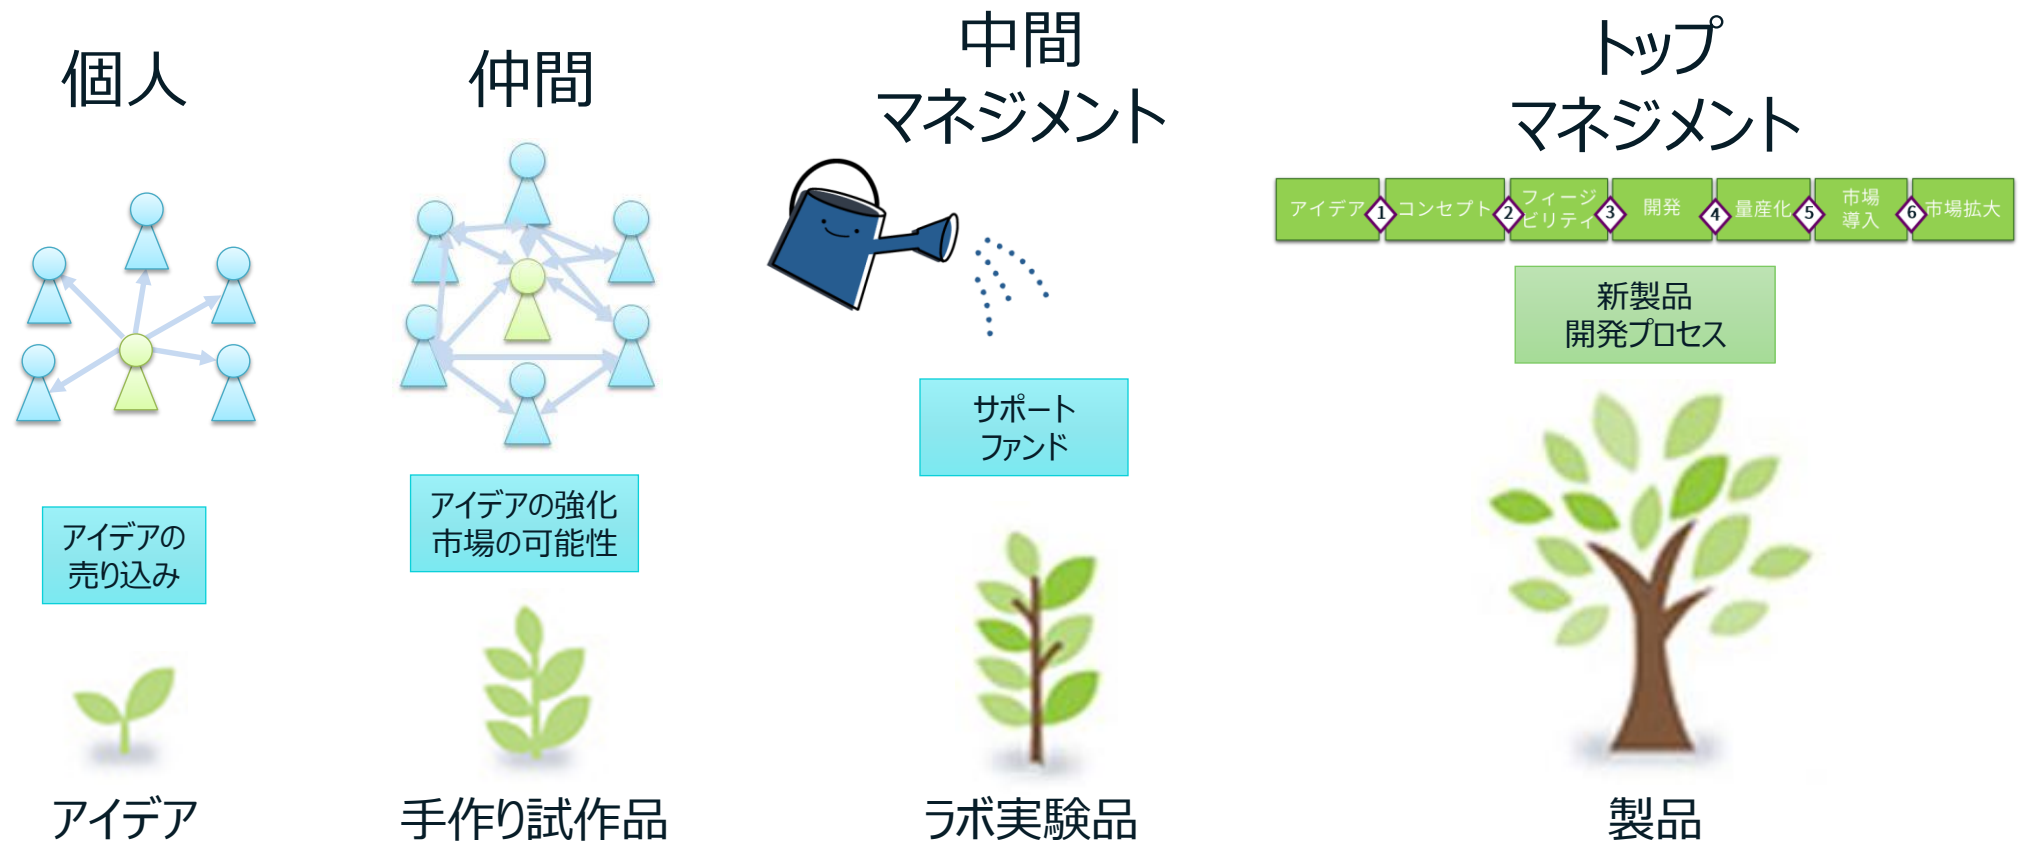 個人
仲間
中間
マネジメント
トップ
マネジメント
アイデア
1
コンセプト
2
フィージ
ビリティ
3
開発
4
量産化
5
市場
導入
6
市場拡大
新製品
開発プロセス
サポート
ファンド
アイデアの強化
市場の可能性
アイデアの
売り込み
アイデア
手作り試作品
ラボ実験品
製品